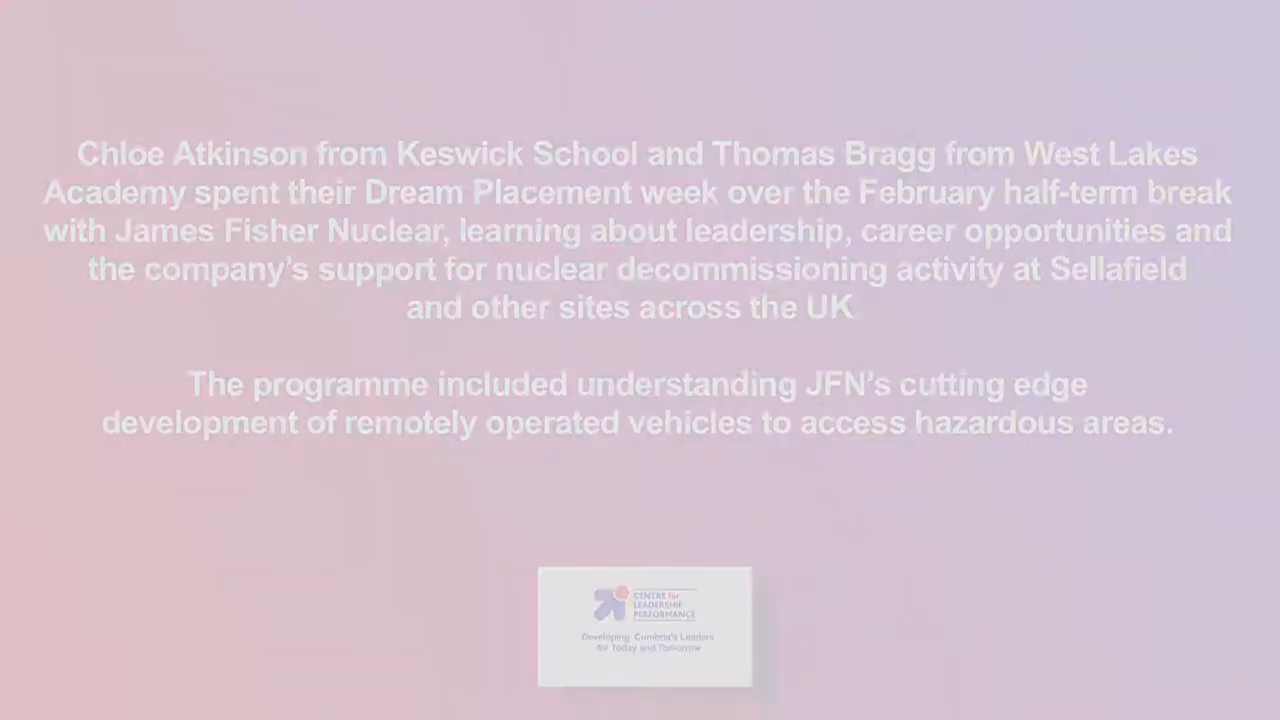 Chloe Atkinson from Keswick School and Thomas Bragg from West Lakes
Academy spent their Dream Placement week over the February half-term break
with James Fisher Nuclear, learning about leadership, career opportunities and
the company’s support for nuclear decommissioning activity at Sellafield
and other sites across the UK
The programme included understanding JFN’s cutting edge
development of remotely operated vehicles to access hazardous areas.
CENTRE for
LEADERSHIP
PERFORMANCE
Developing Cumbria's Leaders
for Today and Tomorrow